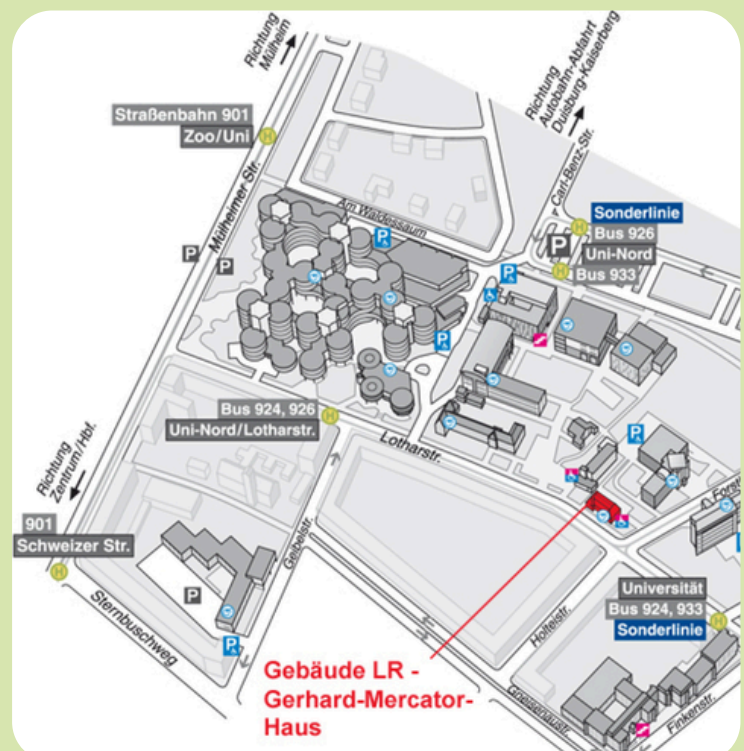 Richtung
Mülheim
Richtung
Autobahn-Abfahrt
Duisburg-Kaiserberg
Straßenbahn 901
Zoo/Uni
H
Mülheimer Str.
Carl-Benz-Str.
Am Waldessaum
Sonderlinie
H
Bus 926
P
Uni-Nord
H
Bus 933
P
P
P
P
P
Bus 924, 926
H
Uni-Nord/Lotharstr.
Lotharstr.
P
Richtung
Zentrum/Hbf.
901
Schweizer Str.
H
Geibelstr.
P
P
Sternbuschweg
Forst
Universität
Bus 924, 933
H
Sonderlinie
Holteistr.
Gneisenaustr.
Finkenstr.
Gebäude LR -
Gerhard-Mercator-
Haus